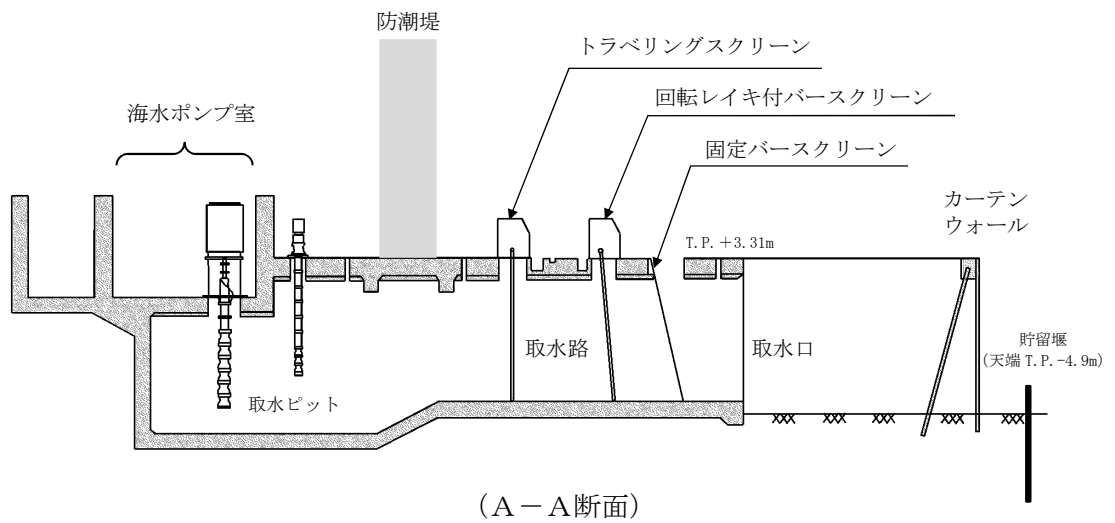 防潮堤
トラベリングスクリーン
回転レイキ付バースクリーン
海水ポンプ室
固定バースクリーン
カーテン
ウォール
T.P.+3.31m
取水路
取水口
貯留堰
(天端 T.P.-4.9m)
取水ピット
(A-A断面)